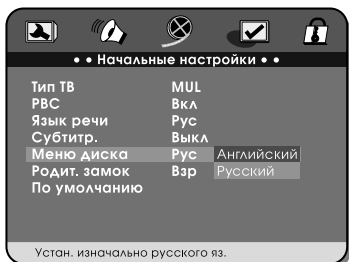 • • Начальные настройки • •
Тип ТВ MUL
PBC Вкл
Язык речи Рус
Субтитр. Выкл
Меню диска Рус Английский
Родит. замок Взр Русский
По умолчанию
Устан. изначально русского яз.